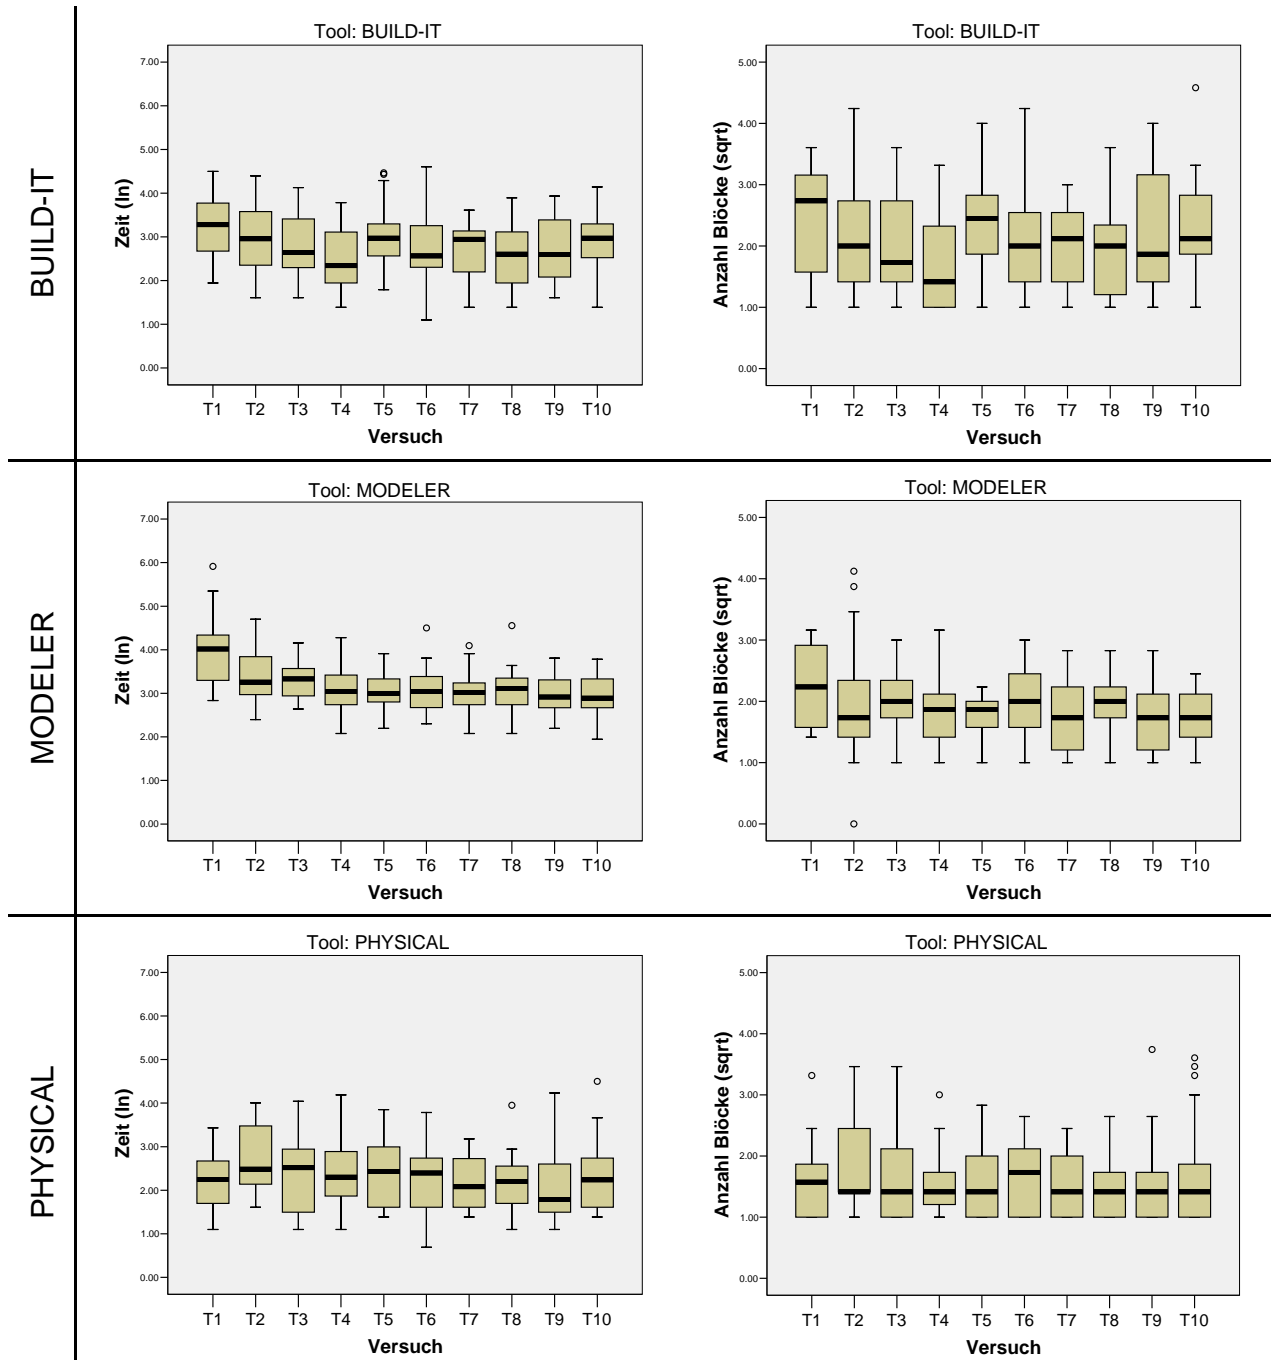 BUILD-IT
Tool: BUILD-IT
7.00
6.00
5.00
4.00
3.00
2.00
1.00
0.00
Zeit (ln)
T1 T2 T3 T4 T5 T6 T7 T8 T9 T10
Versuch
Tool: BUILD-IT
5.00
4.00
3.00
2.00
1.00
0.00
Anzahl Blöcke (sqrt)
T1 T2 T3 T4 T5 T6 T7 T8 T9 T10
Versuch
MODELER
Tool: MODELER
7.00
6.00
5.00
4.00
3.00
2.00
1.00
0.00
Zeit (ln)
T1 T2 T3 T4 T5 T6 T7 T8 T9 T10
Versuch
Tool: MODELER
5.00
4.00
3.00
2.00
1.00
0.00
Anzahl Blöcke (sqrt)
T1 T2 T3 T4 T5 T6 T7 T8 T9 T10
Versuch
PHYSICAL
Tool: PHYSICAL
7.00
6.00
5.00
4.00
3.00
2.00
1.00
0.00
Zeit (ln)
T1 T2 T3 T4 T5 T6 T7 T8 T9 T10
Versuch
Tool: PHYSICAL
5.00
4.00
3.00
2.00
1.00
0.00
Anzahl Blöcke (sqrt)
T1 T2 T3 T4 T5 T6 T7 T8 T9 T10
Versuch